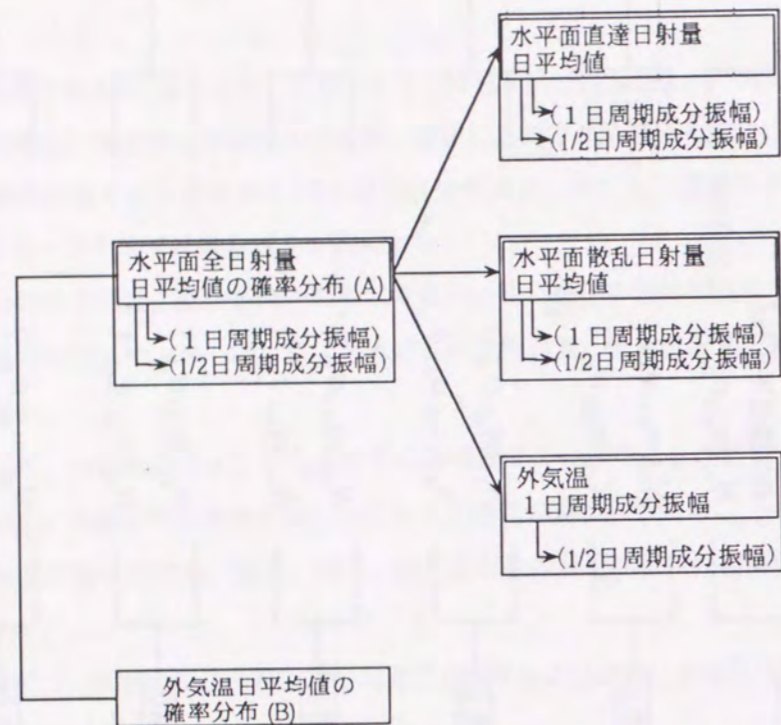 水平面直達日射量
日平均値
(1日周期成分振幅)
(1/2日周期成分振幅)
水平面全日射量
日平均値の確率分布 (A)
(1日周期成分振幅)
(1/2日周期成分振幅)
水平面散乱日射量
日平均値
(1日周期成分振幅)
(1/2日周期成分振幅)
外気温
1日周期成分振幅
(1/2日周期成分振幅)
外気温日平均値の
確率分布 (B)